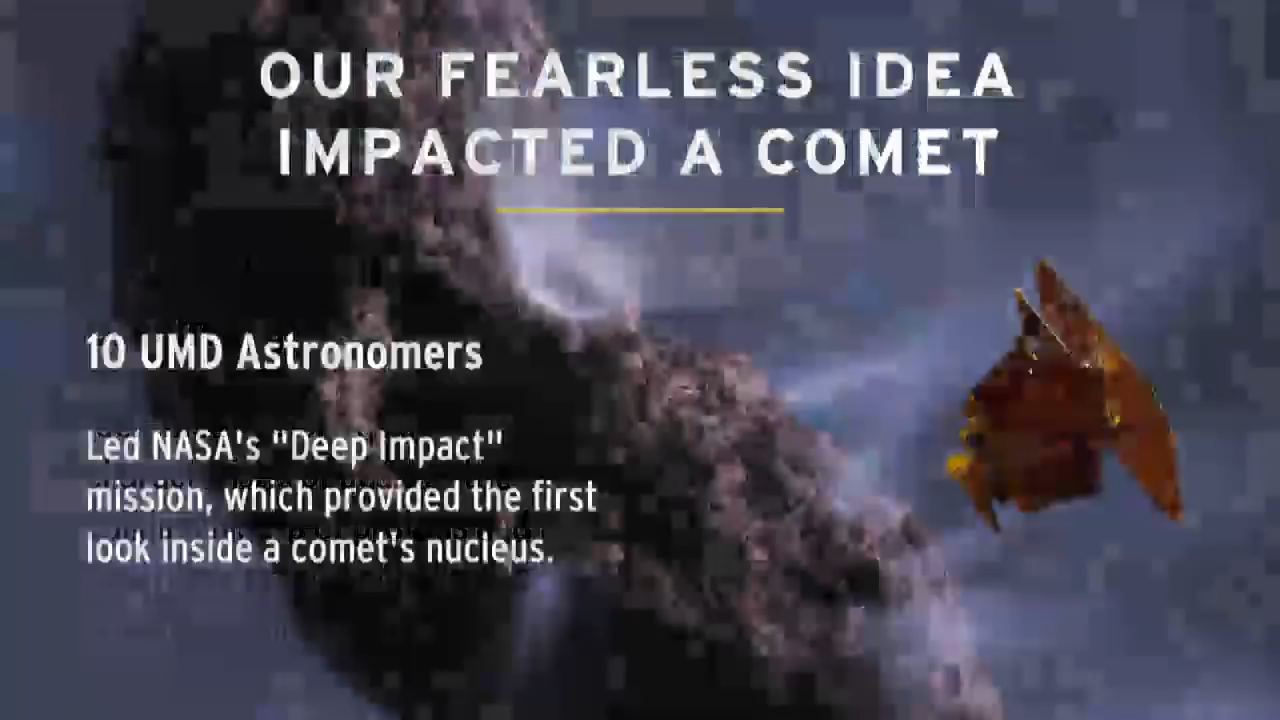 OUR FEARLESS IDEA
IMPACTED A COMET
10 UMD Astronomers
Led NASA's "Deep Impact"
mission, which provided the first
look inside a comet's nucleus.